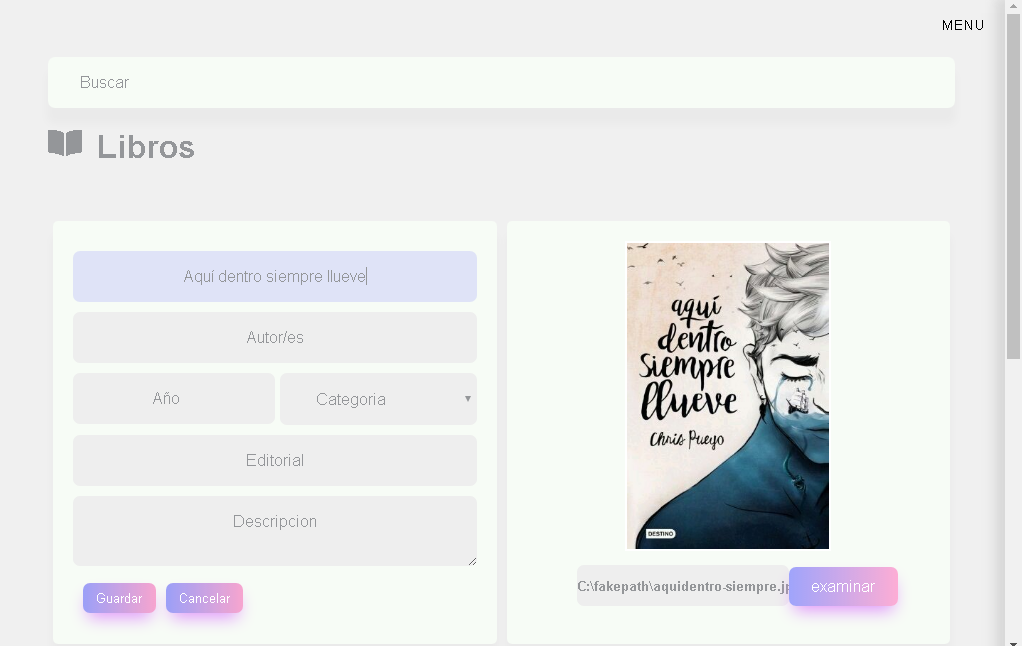 MENU
Buscar
Libros
Aquí dentro siempre llueve
Autor/es
Año
Categoria
Editorial
Descripcion
Guardar Cancelar
aquí
dentro
siempre
llueve
Chris Pueyo
DESTINO
C:\fakepath\aquidentro-siempre.jp
examinar